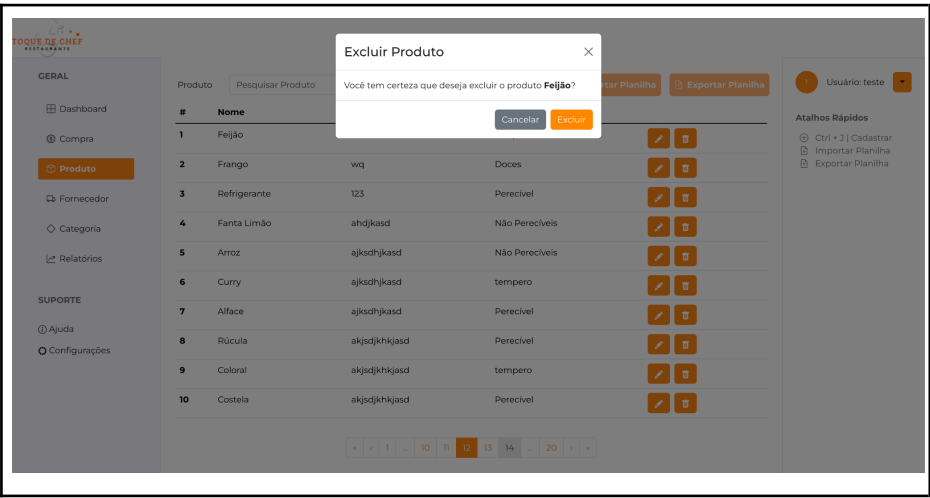 TOQUE DE CHEF
RESTAURANTE
Excluir Produto
Você tem certeza que deseja excluir o produto Feijão?
Cancelar Excluir
GERAL
Dashboard
Compra
Produto
Fornecedor
Categoria
Relatórios
SUPORTE
Ajuda
Configurações
Produto Pesquisar Produto Planilha Exportar Planilha
# Nome
1 Feijão
2 Frango wq Doces
3 Refrigerante 123 Perecível
4 Fanta Limão ahdjkasd Não Perecíveis
5 Arroz ajksdhjkasd Não Perecíveis
6 Curry ajksdhjkasd tempero
7 Alface ajksdhjkasd Perecível
8 Rúcula akjsdjkhkjasd Perecível
9 Coloral akjsdjkhkjasd tempero
10 Costela akjsdjkhkjasd Perecível
« ‹ 1 ... 10 11 12 13 14 ... 20 › »
1 Usuário: teste
Atalhos Rápidos
Ctrl + J | Cadastrar
Importar Planilha
Exportar Planilha